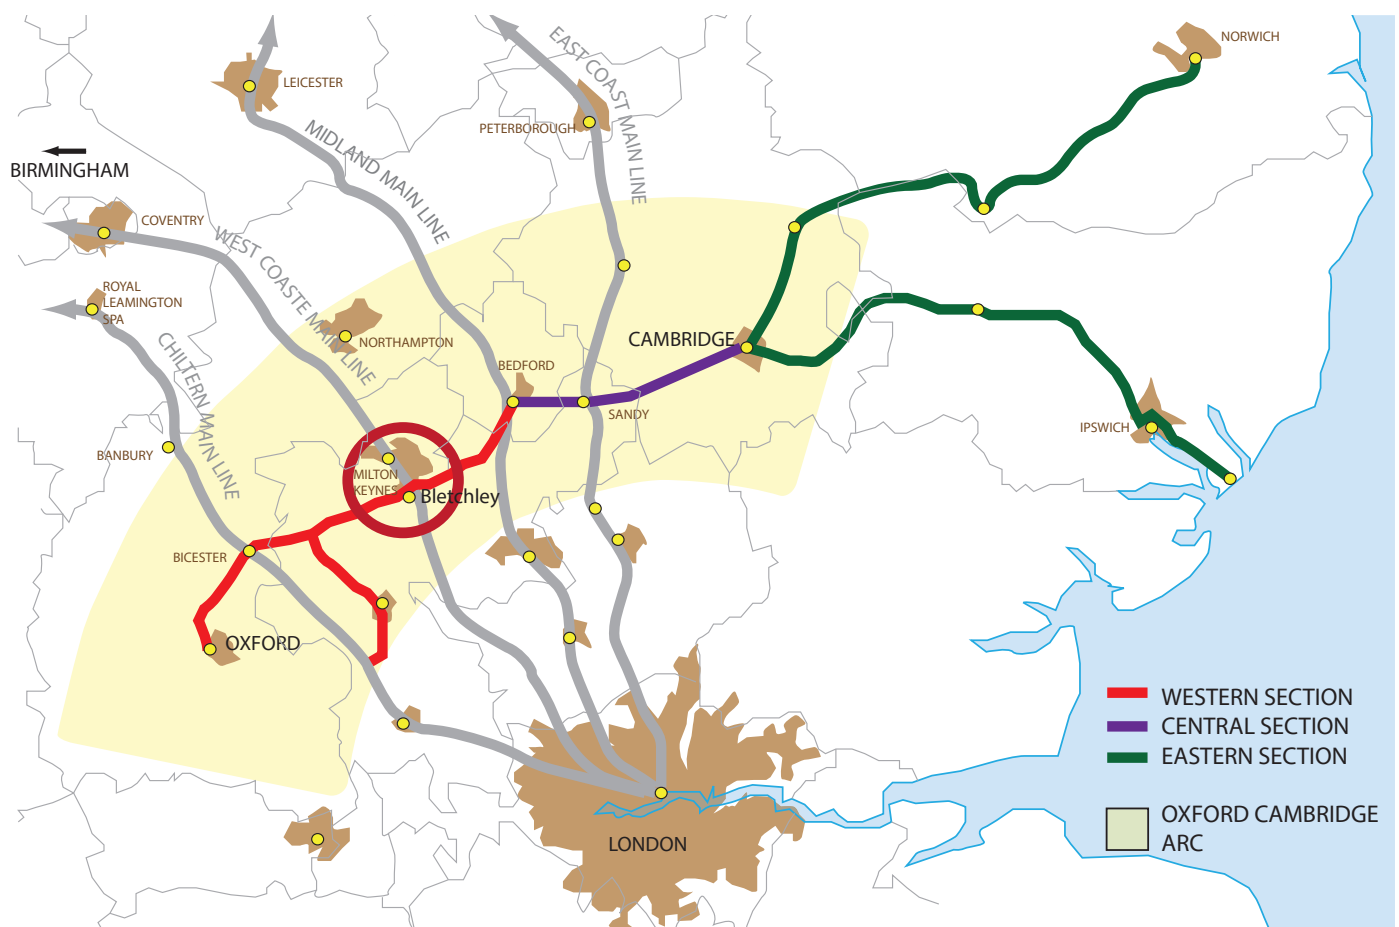 NORWICH
EAST COAST MAIN LINE
LEICESTER
PETERBOROUGH
MIDLAND MAIN LINE
BIRMINGHAM
COVENTRY
WEST COASTE MAIN LINE
ROYAL
LEAMINGTON
SPA
CHILTERN MAIN LINE
NORTHAMPTON
CAMBRIDGE
BEDFORD
SANDY
IPSWICH
BANBURY
MILTON
KEYNES
Bletchley
BICESTER
OXFORD
WESTERN SECTION
CENTRAL SECTION
EASTERN SECTION
OXFORD CAMBRIDGE
ARC
LONDON